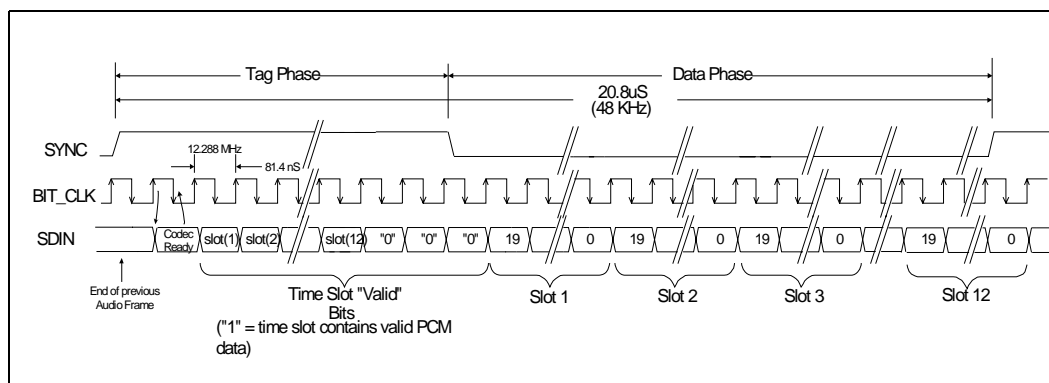 Tag Phase
Data Phase
20.8uS
(48 KHz)
SYNC
12.288 MHz
81.4 nS
BIT_CLK
SDIN
Codec
Ready
slot(1)
slot(2)
slot(12)
"0"
"0"
"0"
19
0
19
0
19
0
19
0
End of previous
Audio Frame
Time Slot "Valid"
Bits
("1" = time slot contains valid PCM
data)
Slot 1
Slot 2
Slot 3
Slot 12